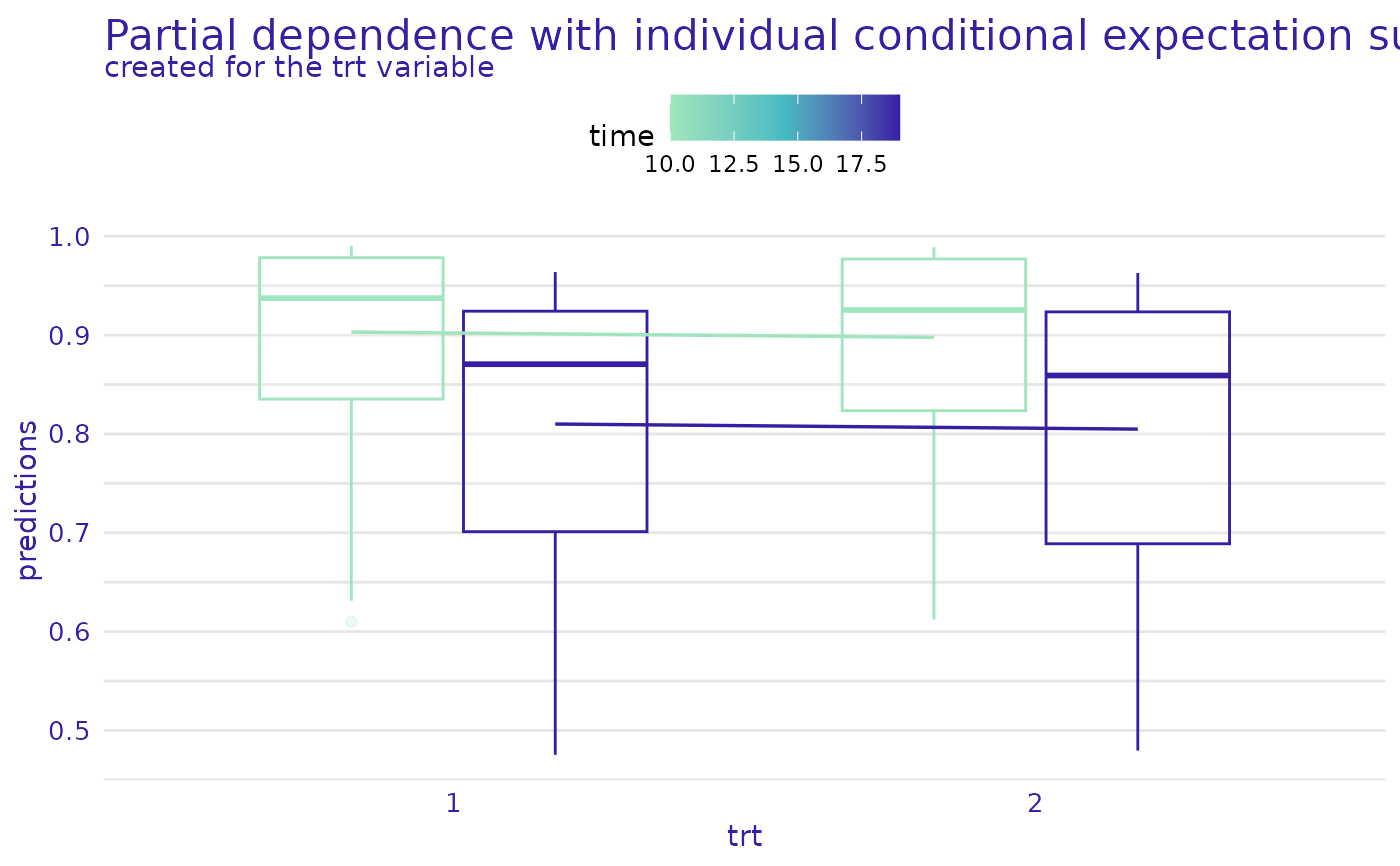 Partial dependence with individual conditional expectation su
created for the trt variable
time
10.0 12.5 15.0 17.5
1.0
0.9
0.8
0.7
0.6
0.5
predictions
1 2
trt